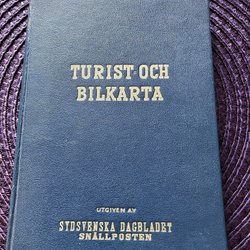 TURIST- OCH
BILKARTA
UTGIVEN AV
SYDSVENSKA DAGBLADET
SNÄLLPOSTEN